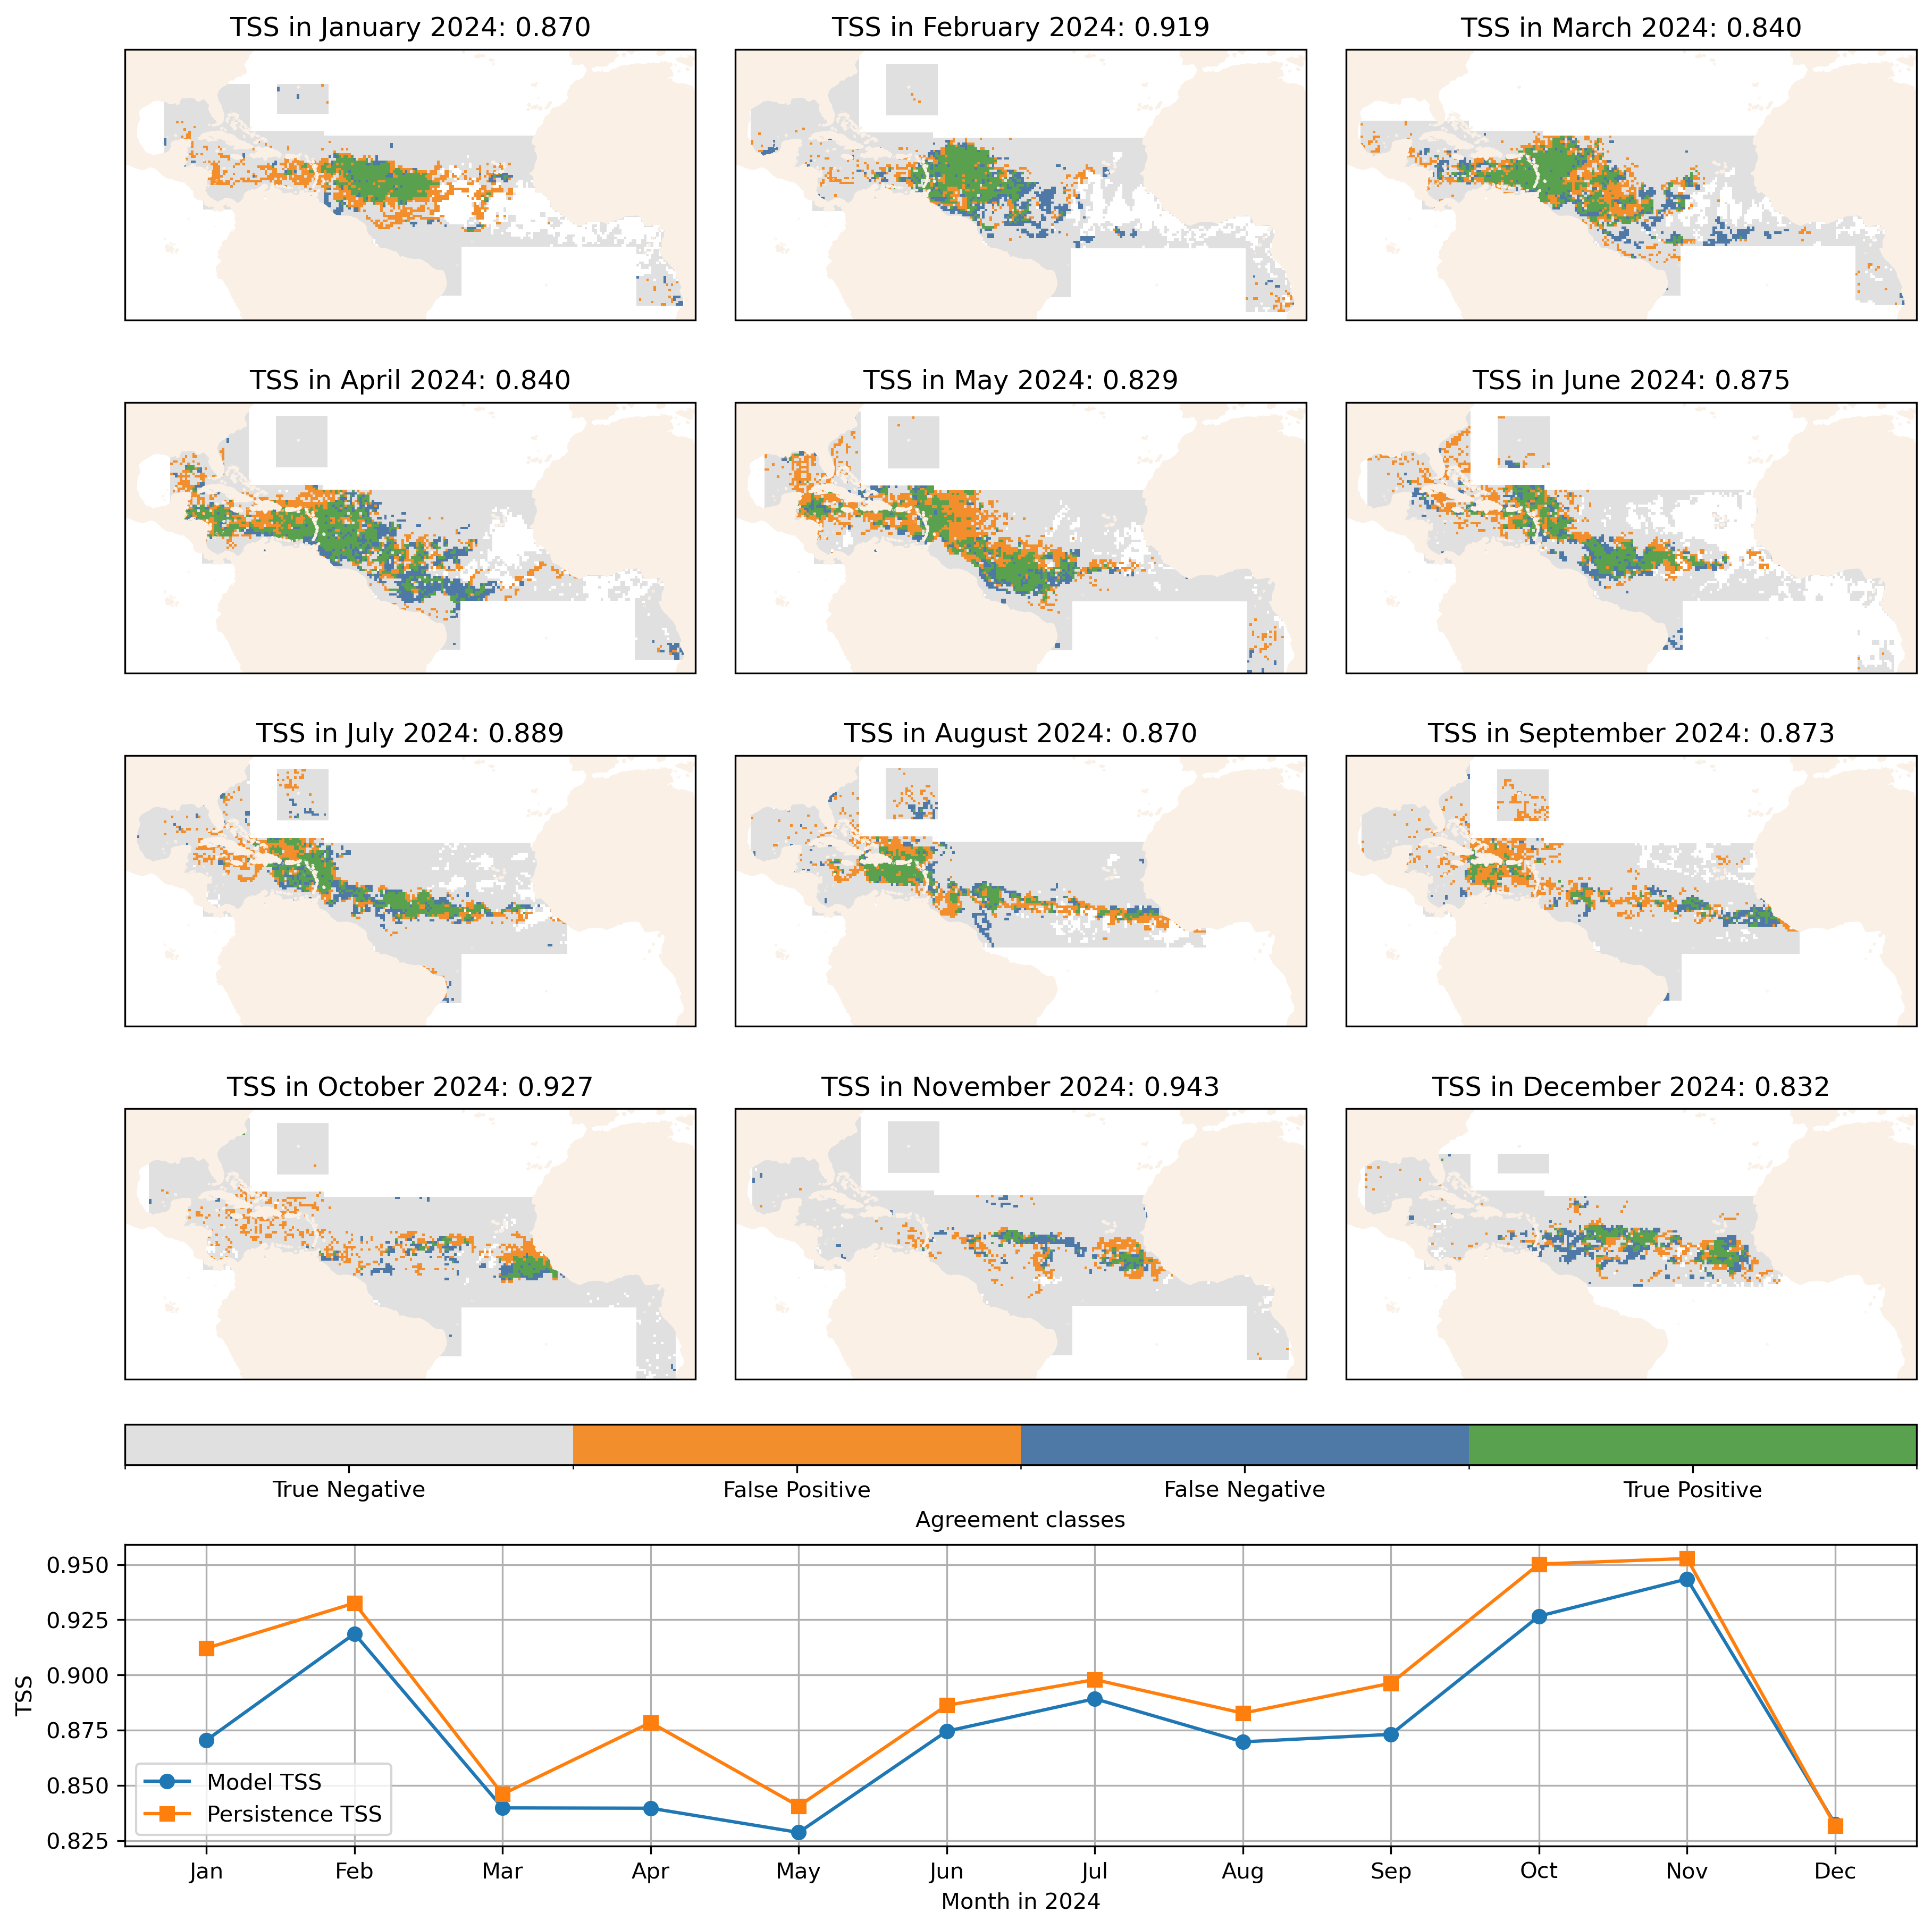 TSS in January 2024: 0.870
TSS in February 2024: 0.919
TSS in March 2024: 0.840
TSS in April 2024: 0.840
TSS in May 2024: 0.829
TSS in June 2024: 0.875
TSS in July 2024: 0.889
TSS in August 2024: 0.870
TSS in September 2024: 0.873
TSS in October 2024: 0.927
TSS in November 2024: 0.943
TSS in December 2024: 0.832
True Negative
False Positive
False Negative
True Positive
Agreement classes
0.950
0.925
0.900
0.875
0.850
0.825
TSS
Model TSS
Persistence TSS
Jan
Feb
Mar
Apr
May
Jun
Jul
Aug
Sep
Oct
Nov
Dec
Month in 2024